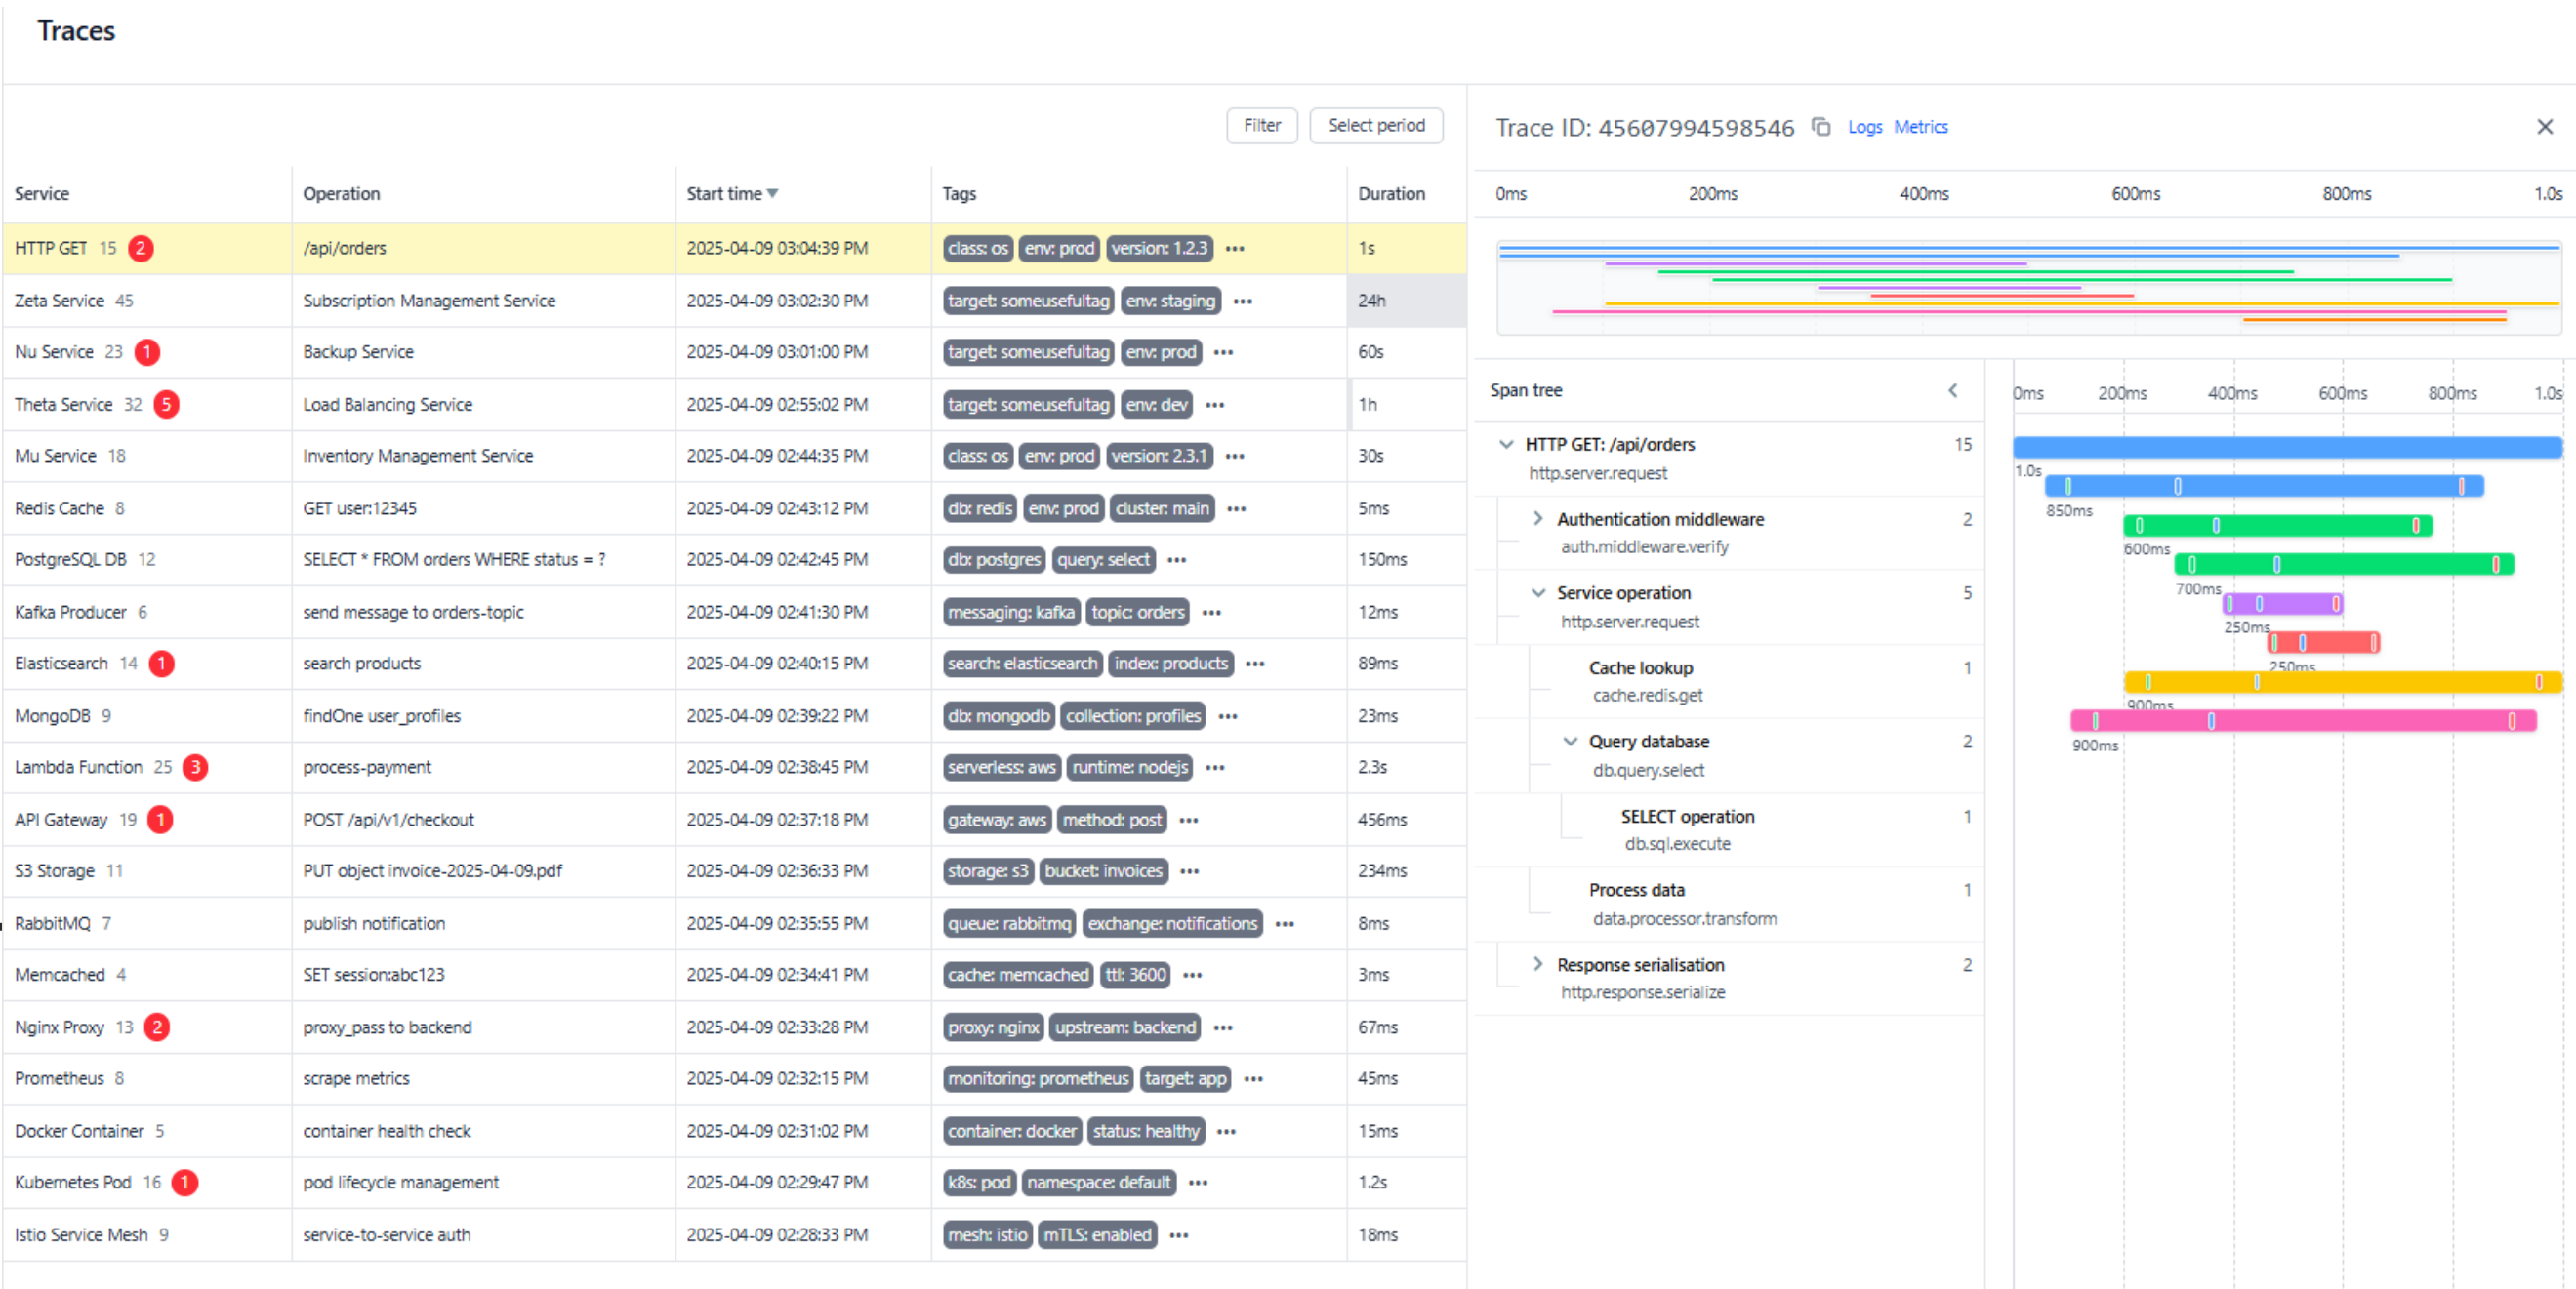 Traces
Filter Select period
Service Operation Start time Tags Duration
HTTP GET 15 2 /api/orders 2025-04-09 03:04:39 PM class: os env: prod version: 1.2.3 ••• 1s
Zeta Service 45 Subscription Management Service 2025-04-09 03:02:30 PM target: someusefultag env: staging ••• 24h
Nu Service 23 1 Backup Service 2025-04-09 03:01:00 PM target: someusefultag env: prod ••• 60s
Theta Service 32 5 Load Balancing Service 2025-04-09 02:55:02 PM target: someusefultag env: dev ••• 1h
Mu Service 18 Inventory Management Service 2025-04-09 02:44:35 PM class: os env: prod version: 2.3.1 ••• 30s
Redis Cache 8 GET user:12345 2025-04-09 02:43:12 PM db: redis env: prod cluster: main ••• 5ms
PostgreSQL DB 12 SELECT * FROM orders WHERE status = ? 2025-04-09 02:42:45 PM db: postgres query: select ••• 150ms
Kafka Producer 6 send message to orders-topic 2025-04-09 02:41:30 PM messaging: kafka topic: orders ••• 12ms
Elasticsearch 14 1 search products 2025-04-09 02:40:15 PM search: elasticsearch index: products ••• 89ms
MongoDB 9 findOne user_profiles 2025-04-09 02:39:22 PM db: mongodb collection: profiles ••• 23ms
Lambda Function 25 3 process-payment 2025-04-09 02:38:45 PM serverless: aws runtime: nodejs ••• 2.3s
API Gateway 19 1 POST /api/v1/checkout 2025-04-09 02:37:18 PM gateway: aws method: post ••• 456ms
S3 Storage 11 PUT object invoice-2025-04-09.pdf 2025-04-09 02:36:33 PM storage: s3 bucket: invoices ••• 234ms
RabbitMQ 7 publish notification 2025-04-09 02:35:55 PM queue: rabbitmq exchange: notifications ••• 8ms
Memcached 4 SET session:abc123 2025-04-09 02:34:41 PM cache: memcached ttl: 3600 ••• 3ms
Nginx Proxy 13 2 proxy_pass to backend 2025-04-09 02:33:28 PM proxy: nginx upstream: backend ••• 67ms
Prometheus 8 scrape metrics 2025-04-09 02:32:15 PM monitoring: prometheus target: app ••• 45ms
Docker Container 5 container health check 2025-04-09 02:31:02 PM container: docker status: healthy ••• 15ms
Kubernetes Pod 16 1 pod lifecycle management 2025-04-09 02:29:47 PM k8s: pod namespace: default ••• 1.2s
Istio Service Mesh 9 service-to-service auth 2025-04-09 02:28:33 PM mesh: istio mTLS: enabled ••• 18ms
Trace ID: 45607994598546 Logs Metrics
0ms 200ms 400ms 600ms 800ms 1.0s
Span tree
HTTP GET: /api/orders 15
http.server.request
Authentication middleware 2
auth.middleware.verify
Service operation 5
http.server.request
Cache lookup 1
cache.redis.get
Query database 2
db.query.select
SELECT operation 1
db.sql.execute
Process data 1
data.processor.transform
Response serialisation 2
http.response.serialize
0ms 200ms 400ms 600ms 800ms 1.0s
1.0s
850ms
600ms
700ms
250ms
250ms
900ms
900ms